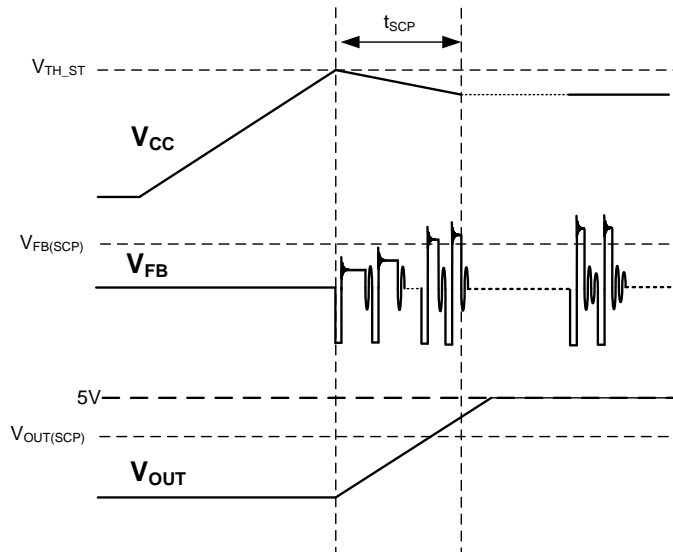 tSCP
VTH_ST
VCC
VFB(SCP)
VFB
5V
VOUT(SCP)
VOUT